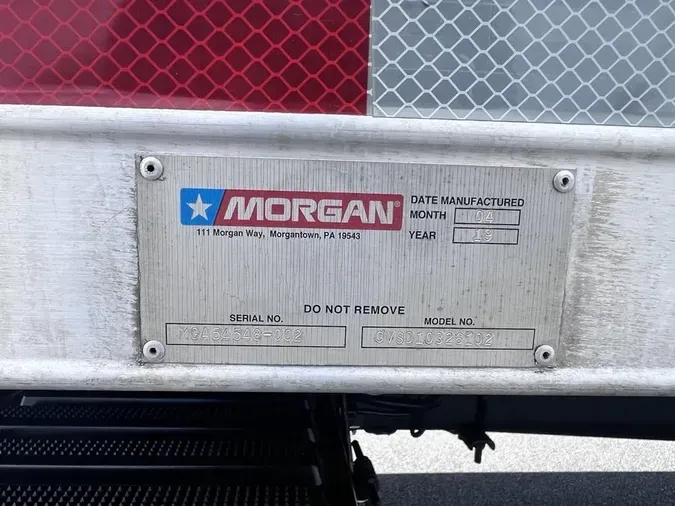 MORGAN®
111 Morgan Way, Morgantown, PA 19543
DATE MANUFACTURED
MONTH 04
YEAR 19
DO NOT REMOVE
SERIAL NO.
MODEL NO.